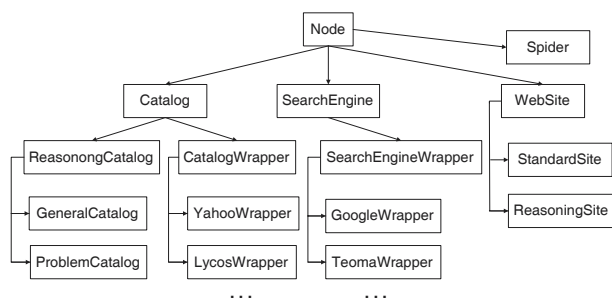 Node
Spider
Catalog
SearchEngine
WebSite
ReasonongCatalog
CatalogWrapper
SearchEngineWrapper
StandardSite
GeneralCatalog
YahooWrapper
GoogleWrapper
ReasoningSite
ProblemCatalog
LycosWrapper
TeomaWrapper
...
...